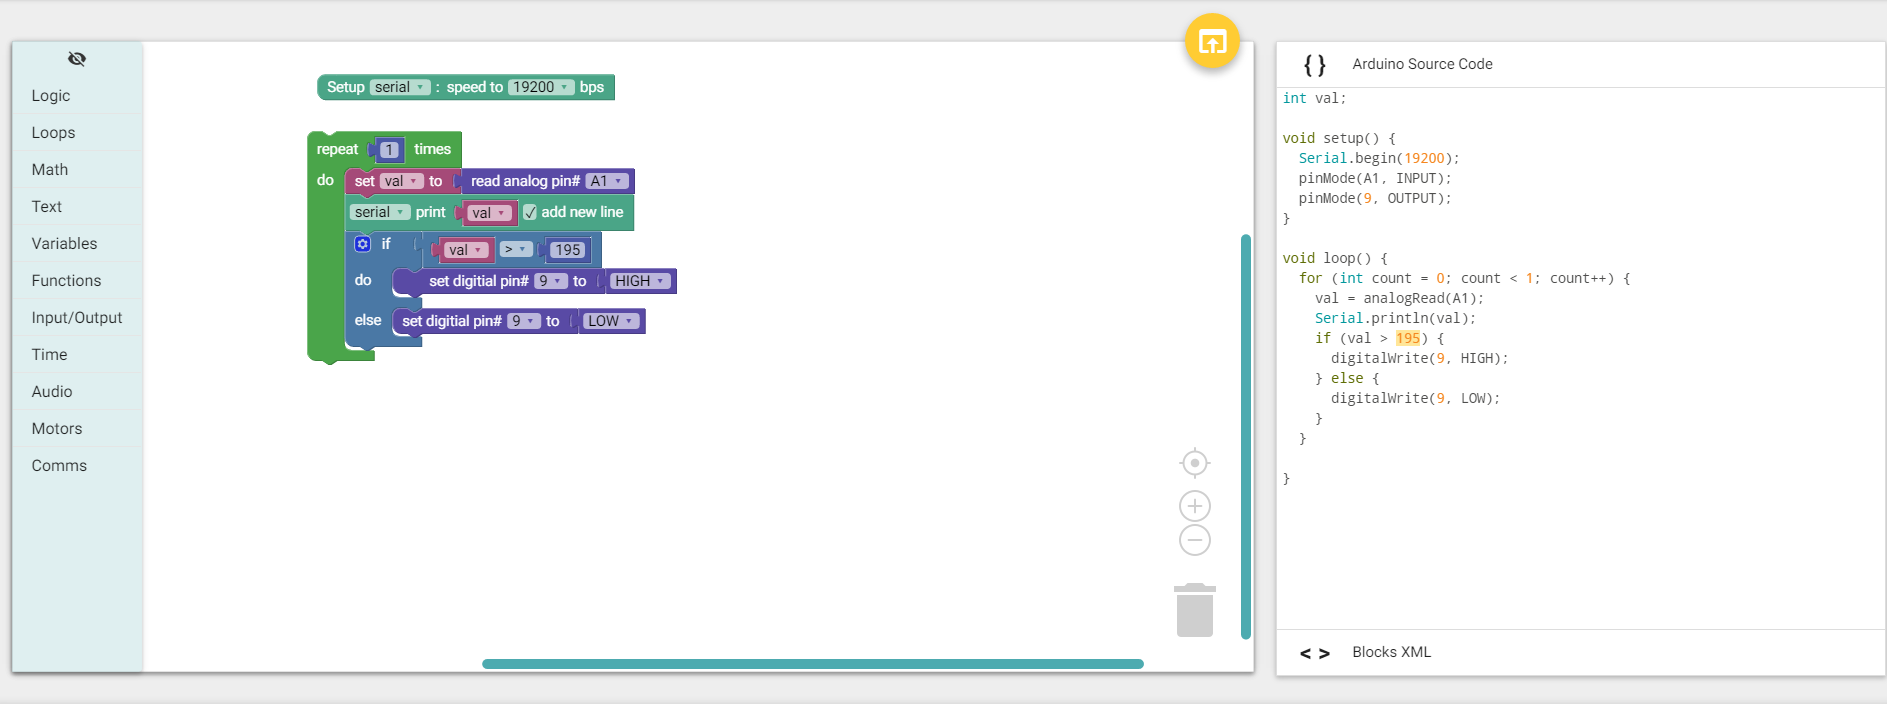 Logic
Loops
Math
Text
Variables
Functions
Input/Output
Time
Audio
Motors
Comms
Setup serial : speed to 19200 bps
repeat 1 times
do set val to read analog pin# A1
serial print val ✓ add new line
if val > 195
do set digitial pin# 9 to HIGH
else set digitial pin# 9 to LOW
{ } Arduino Source Code
int val;
void setup() {
  Serial.begin(19200);
  pinMode(A1, INPUT);
  pinMode(9, OUTPUT);
}
void loop() {
  for (int count = 0; count < 1; count++) {
    val = analogRead(A1);
    Serial.println(val);
    if (val > 195) {
      digitalWrite(9, HIGH);
    } else {
      digitalWrite(9, LOW);
    }
  }
}
< > Blocks XML